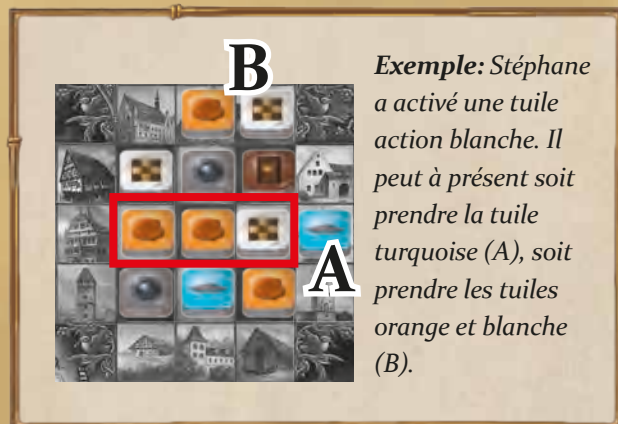 B
A
Exemple: Stéphane
a activé une tuile
action blanche. Il
peut à présent soit
prendre la tuile
turquoise (A), soit
prendre les tuiles
orange et blanche
(B).